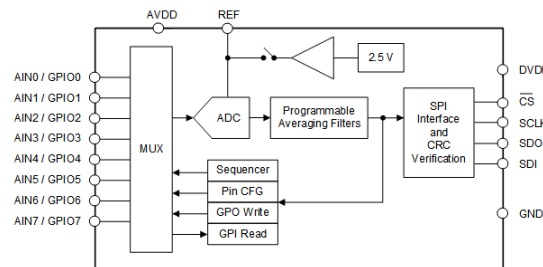 AVDD
REF
2.5 V
AIN0 / GPIO0
AIN1 / GPIO1
AIN2 / GPIO2
AIN3 / GPIO3
AIN4 / GPIO4
AIN5 / GPIO5
AIN6 / GPIO6
AIN7 / GPIO7
MUX
ADC
Programmable
Averaging Filters
Sequencer
Pin CFG
GPO Write
GPI Read
SPI
Interface
and
CRC
Verification
DVDD
CS
SCLK
SDO
SDI
GND